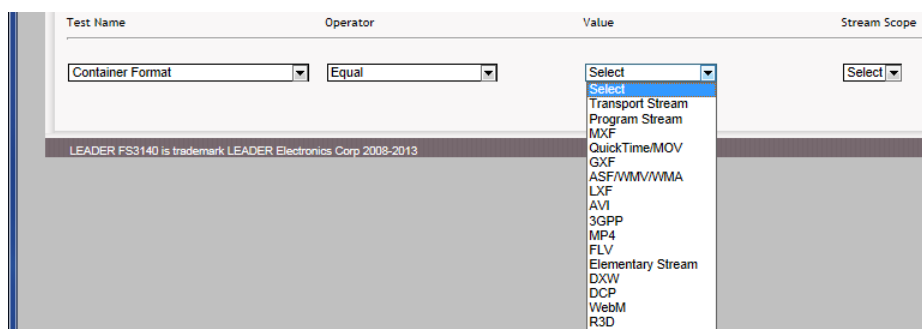 Test Name Operator Value Stream Scope
Container Format Equal Select Select
Select
Transport Stream
Program Stream
MXF
QuickTime/MOV
GXF
ASF/WMV/WMA
LXF
AVI
3GPP
MP4
FLV
Elementary Stream
DXW
DCP
WebM
R3D
LEADER FS3140 is trademark LEADER Electronics Corp 2008-2013